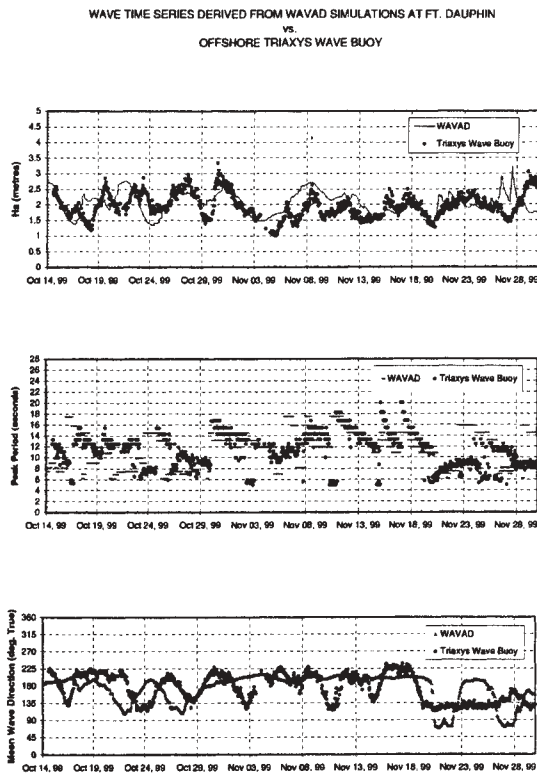 WAVE TIME SERIES DERIVED FROM WAVAD SIMULATIONS AT FT. DAUPHIN
vs.
OFFSHORE TRIAXYS WAVE BUOY
Hs (metres)
5
4.5
4
3.5
3
2.5
2
1.5
1
0.5
0
WAVAD
Triaxys Wave Buoy
Oct 14, 99 Oct 19, 99 Oct 24, 99 Oct 29, 99 Nov 03, 99 Nov 08, 99 Nov 13, 99 Nov 18, 99 Nov 23, 99 Nov 28, 99
Peak Period (seconds)
28
26
24
22
20
18
16
14
12
10
8
6
4
2
0
WAVAD Triaxys Wave Buoy
Oct 14, 99 Oct 19, 99 Oct 24, 99 Oct 29, 99 Nov 03, 99 Nov 08, 99 Nov 13, 99 Nov 18, 99 Nov 23, 99 Nov 28, 99
Mean Wave Direction (deg. True)
360
315
270
225
180
135
90
45
0
WAVAD
Triaxys Wave Buoy
Oct 14, 99 Oct 19, 99 Oct 24, 99 Oct 29, 99 Nov 03, 99 Nov 08, 99 Nov 13, 99 Nov 18, 99 Nov 23, 99 Nov 28, 99